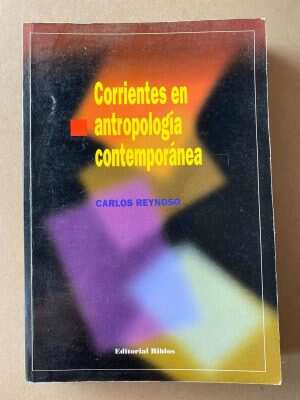 Corrientes en
antropología
contemporánea
CARLOS REYNOSO
Editorial Biblos